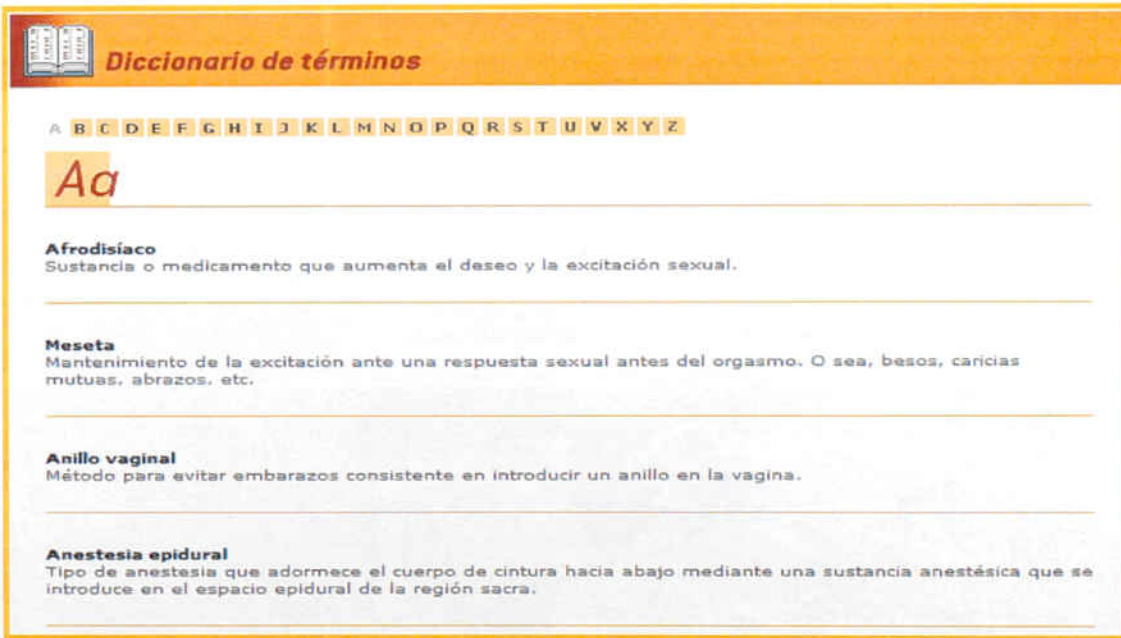 Diccionario de términos
A B C D E F G H I J K L M N O P Q R S T U V X Y Z
Aa
Afrodisíaco
Sustancia o medicamento que aumenta el deseo y la excitación sexual.
Meseta
Mantenimiento de la excitación ante una respuesta sexual antes del orgasmo. O sea, besos, caricias
mutuas, abrazos, etc.
Anillo vaginal
Método para evitar embarazos consistente en introducir un anillo en la vagina.
Anestesia epidural
Tipo de anestesia que adormece el cuerpo de cintura hacia abajo mediante una sustancia anestésica que se
introduce en el espacio epidural de la región sacra.